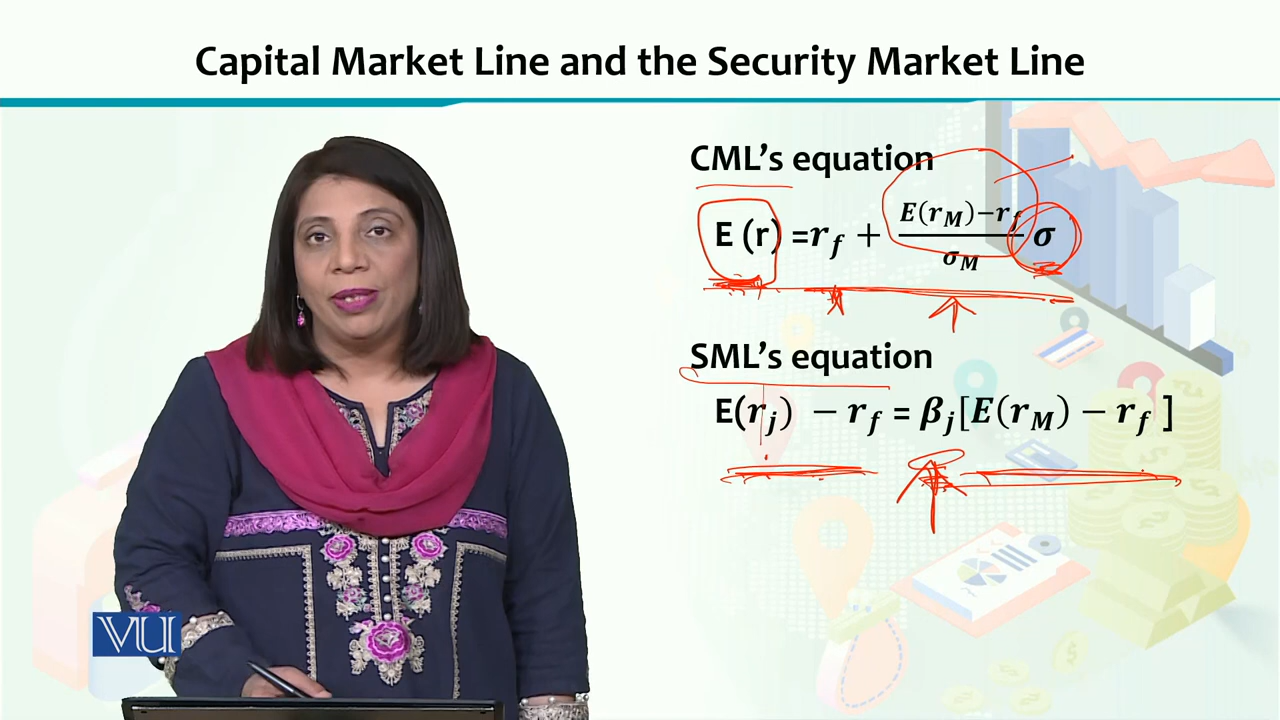 Capital Market Line and the Security Market Line
CML’s equation
E (r) = r_f + \frac{E(r_M)−r_f}{σ_M} σ
SML’s equation
E(r_j) − r_f = β_j[E(r_M) − r_f ]
VU